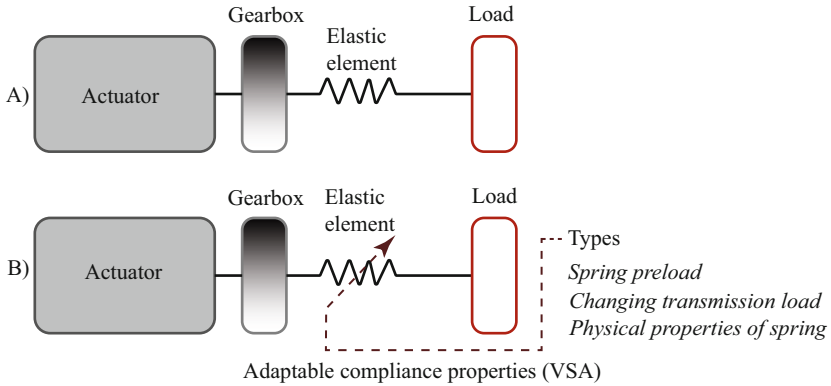 Gearbox
Load
Elastic
element
A)
Actuator
Gearbox
Elastic
element
Load
B)
Actuator
Types
Spring preload
Changing transmission load
Physical properties of spring
Adaptable compliance properties (VSA)